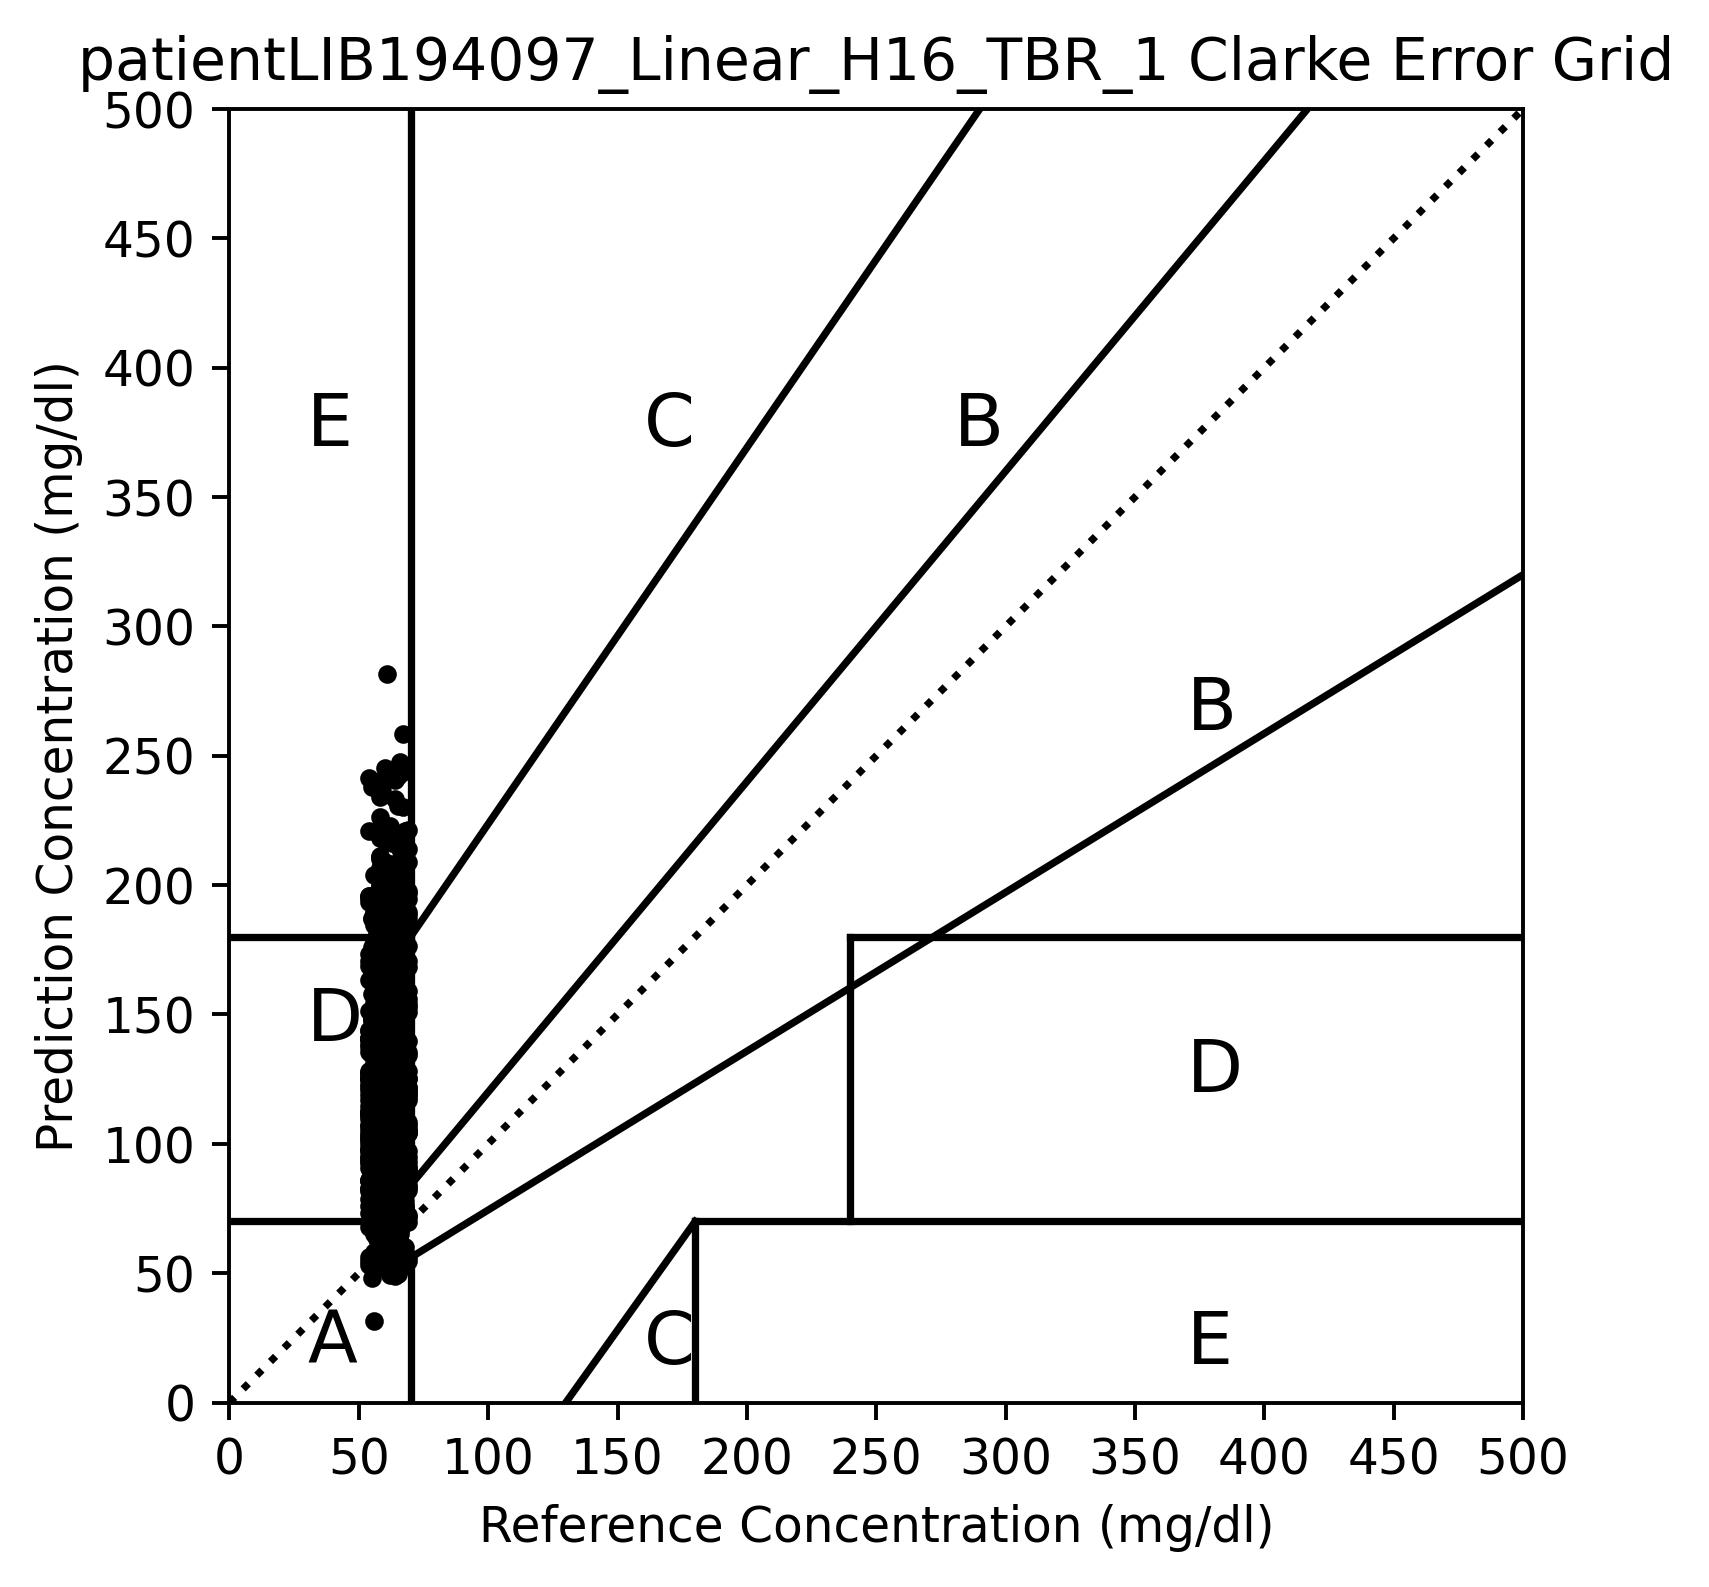 patientLIB194097_Linear_H16_TBR_1 Clarke Error Grid
500
450
400
350
300
250
200
150
100
50
0
Prediction Concentration (mg/dl)
E
C
B
B
D
D
A
C
E
0 50 100 150 200 250 300 350 400 450 500
Reference Concentration (mg/dl)